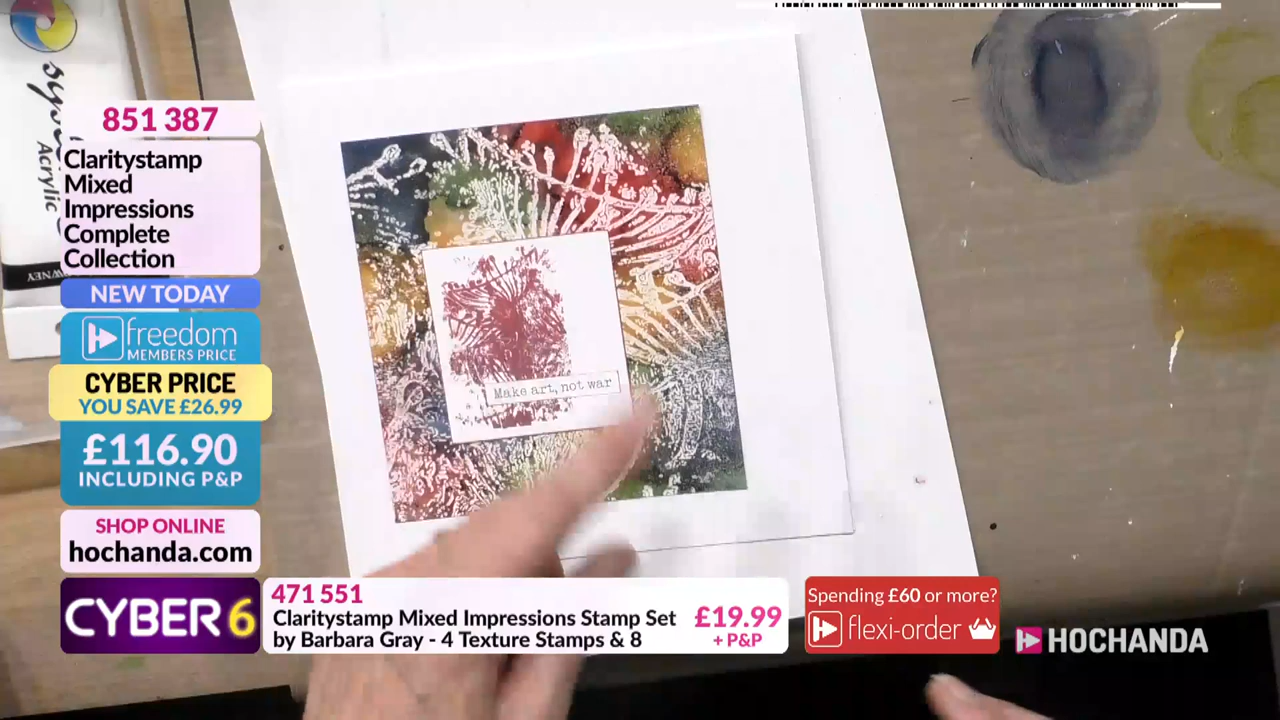 851 387
Claritystamp
Mixed
Impressions
Complete
Collection
NEW TODAY
freedom
MEMBERS PRICE
CYBER PRICE
YOU SAVE £26.99
£116.90
INCLUDING P&P
SHOP ONLINE
hochanda.com
CYBER 6
471 551
Claritystamp Mixed Impressions Stamp Set
by Barbara Gray - 4 Texture Stamps & 8
£19.99
+ P&P
Spending £60 or more?
flexi-order
HOCHANDA
Make art, not war
Acrylic